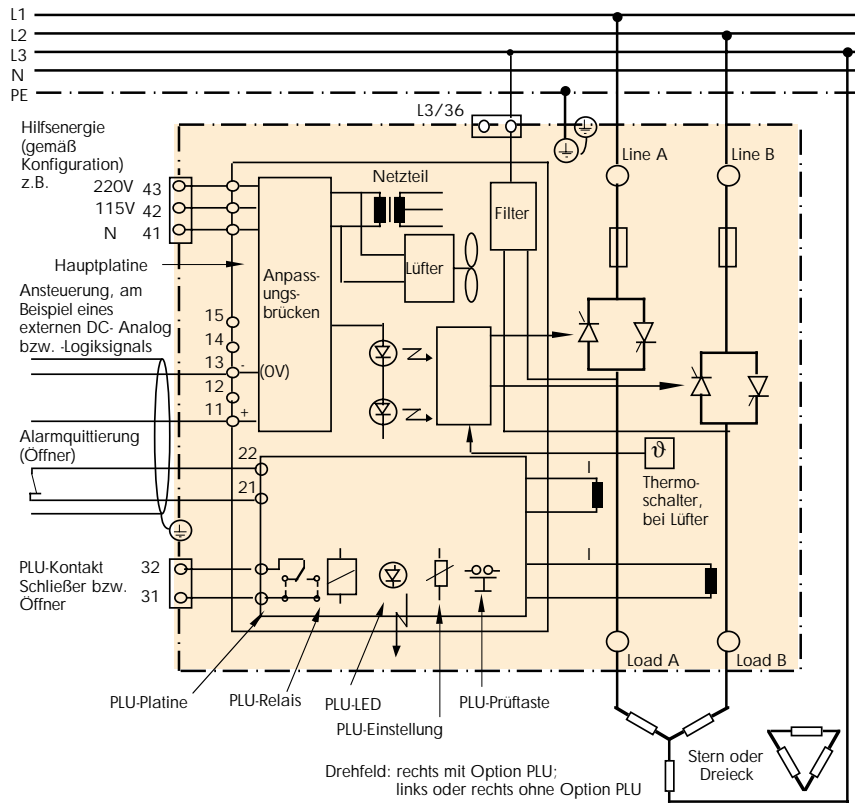 L1
L2
L3
N
PE
L3/36
Hilfsenergie
(gemäß
Konfiguration)
z.B.
220V 43
115V 42
N 41
Hauptplatine
Ansteuerung, am
Beispiel eines
externen DC- Analog
bzw. -Logiksignals
15
14
13 -
(0V)
12
11 +
Alarmquittierung
(Öffner)
22
21
PLU-Kontakt
Schließer bzw.
Öffner
32
31
Netzteil
Anpass-
ungs-
brücken
Lüfter
Filter
Line A
Line B
ϑ
Thermo-
schalter,
bei Lüfter
I
I
Load A
Load B
PLU-Platine
PLU-Relais
PLU-LED
PLU-Einstellung
PLU-Prüftaste
Stern oder
Dreieck
Drehfeld: rechts mit Option PLU;
links oder rechts ohne Option PLU